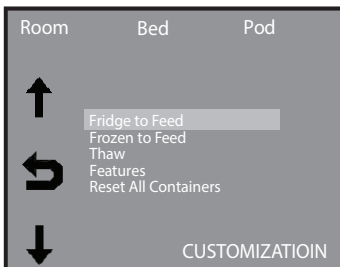 Room Bed Pod
Fridge to Feed
Frozen to Feed
Thaw
Features
Reset All Containers
CUSTOMIZATIOIN